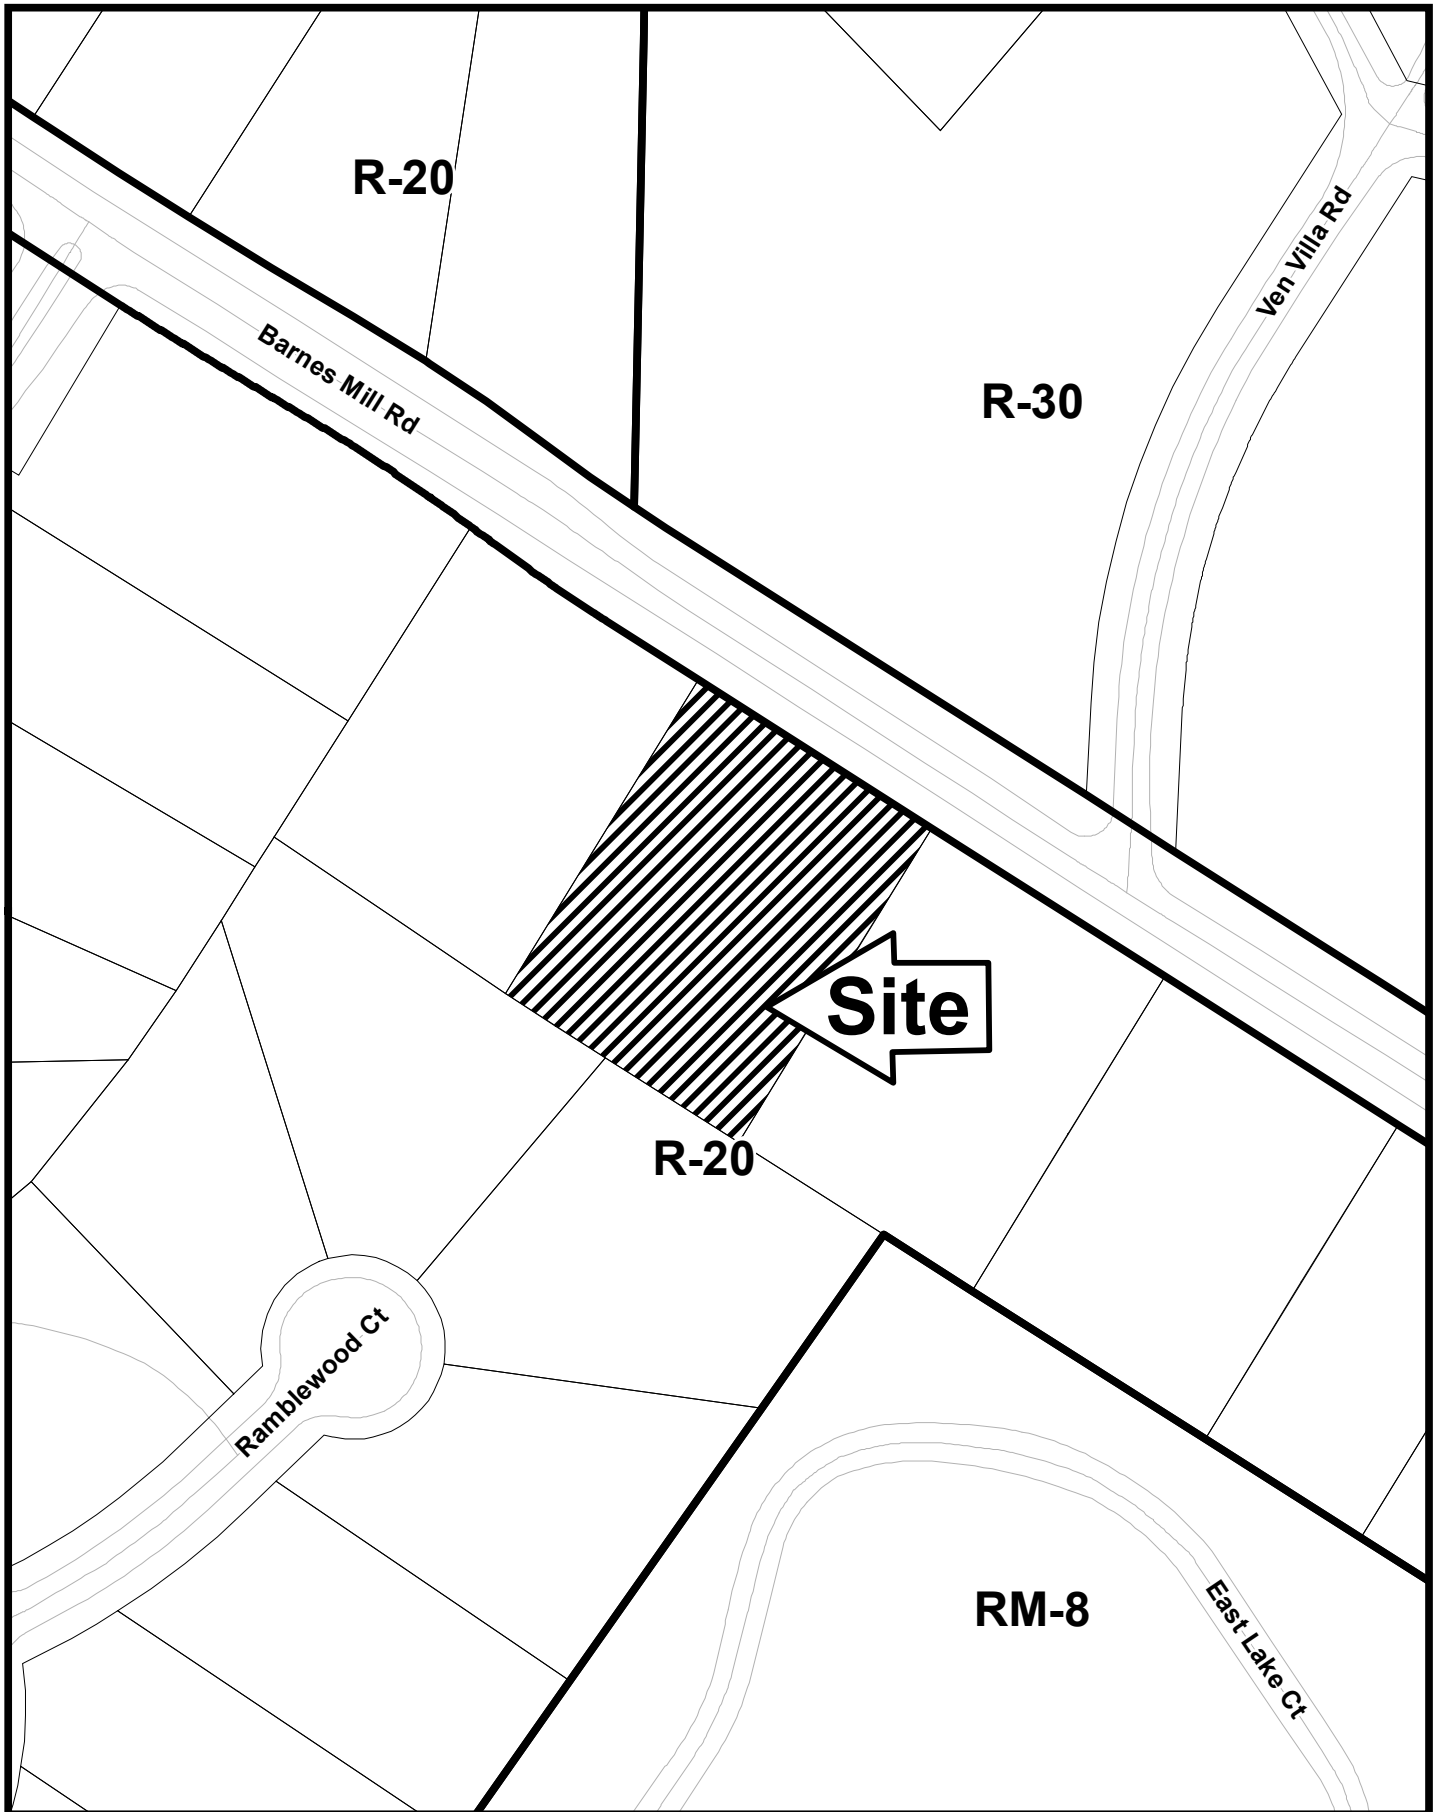 R-20
Ven Villa Rd
Barnes Mill Rd
R-30
Site
R-20
Ramblewood Ct
RM-8
East Lake Ct